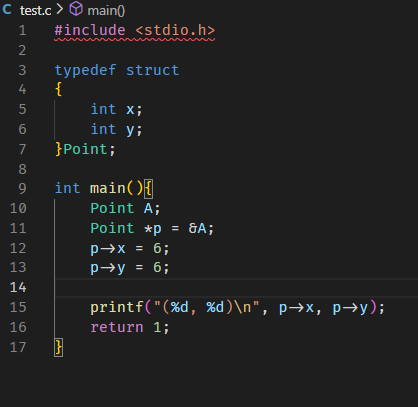 C test.c > main()
1 #include <stdio.h>
2
3 typedef struct
4 {
5     int x;
6     int y;
7 }Point;
8
9 int main(){
10     Point A;
11     Point *p = &A;
12     p->x = 6;
13     p->y = 6;
14
15     printf("(%d, %d)\n", p->x, p->y);
16     return 1;
17 }